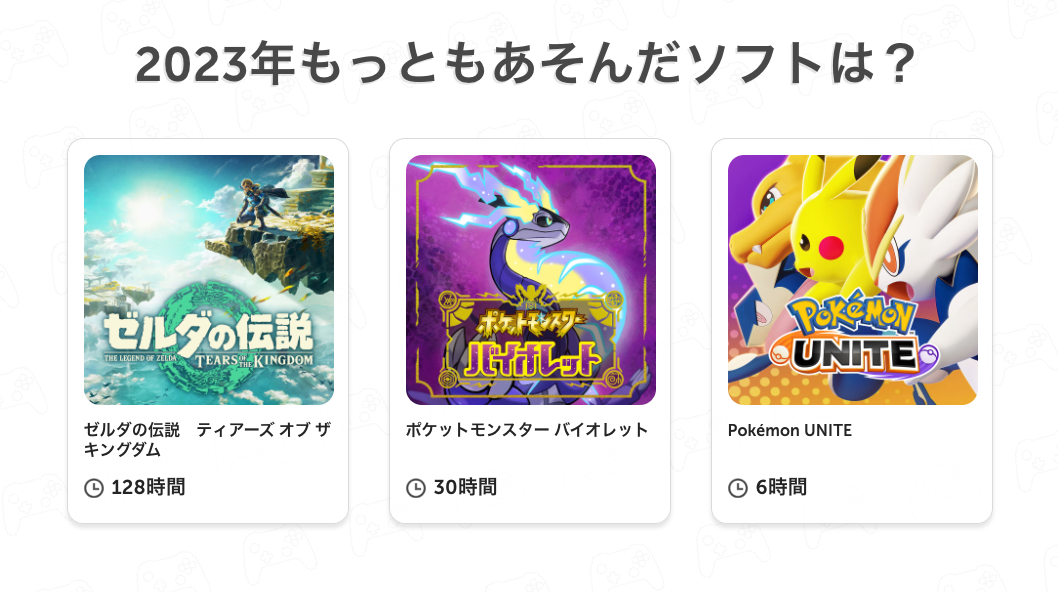 2023年もっともあそんだソフトは？
ゼルダの伝説
THE LEGEND OF ZELDA
TEARS OF THE KINGDOM
ゼルダの伝説　ティアーズ オブ ザ
キングダム
128時間
ポケットモンスター
バイオレット
ポケットモンスター バイオレット
30時間
POKéMON
UNITE
Pokémon UNITE
6時間